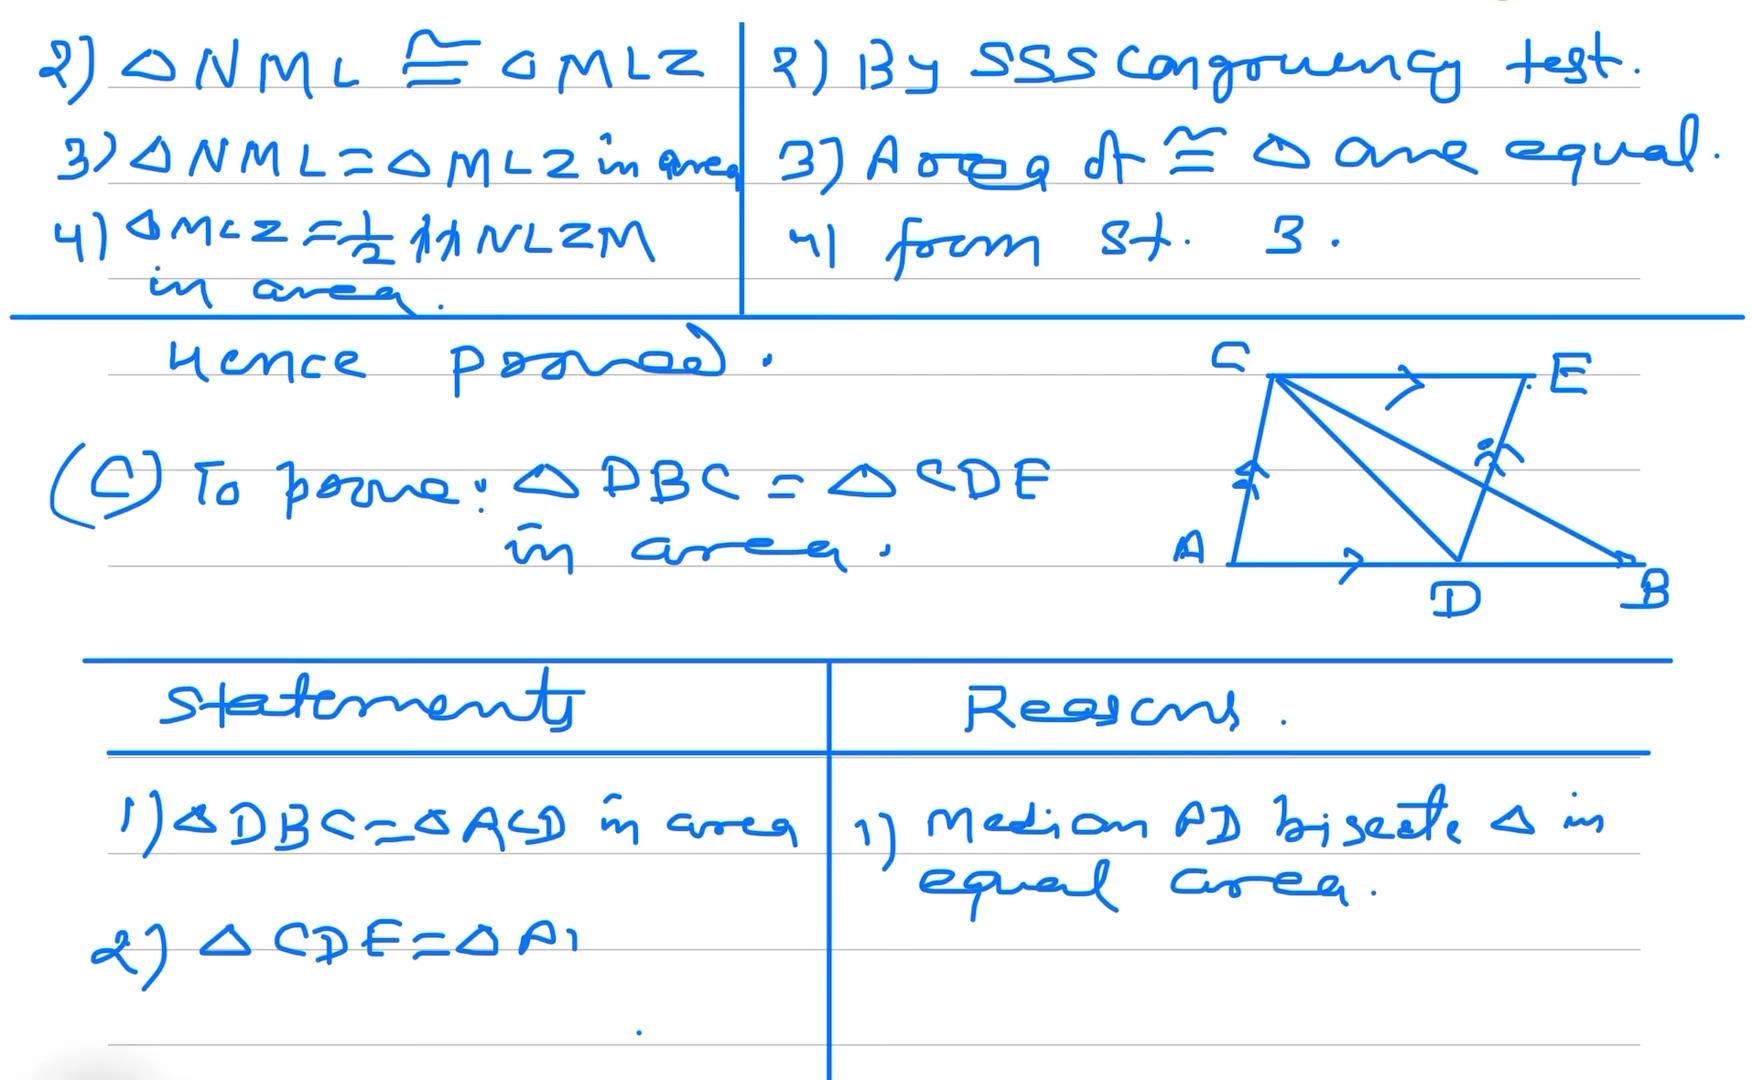 2) △ NML ≅ △ MLZ 2) By SSS congruency test.
3) △ NML = △ MLZ in area 3) Area of ≅ △ are equal.
4) △ MLZ = 1/2 NLZM 4) from st. 3.
in area.
Hence proved.
C E
(C) To prove: △ DBC = △ CDE
in area.
A D B
Statements Reasons.
1) △ DBC = △ ACD in area 1) Median AD bisects △ in
equal area.
2) △ CDE = △ A